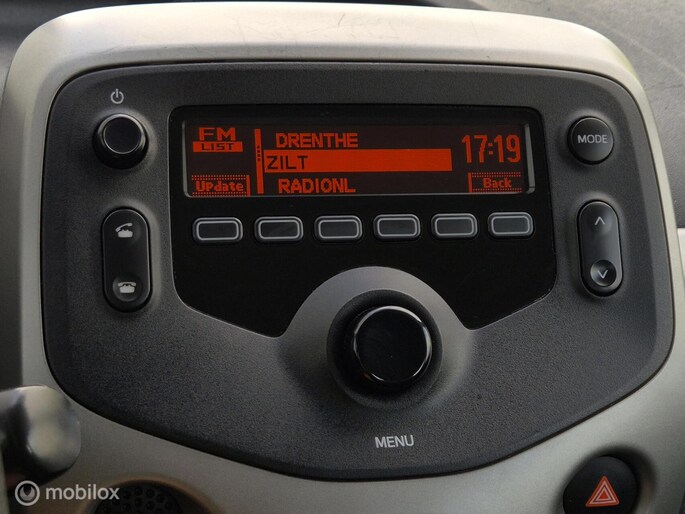 FM
LIST
DRENTHE
ZILT
RADIONL
17:19
Update
Back
MODE
MENU
mobilox